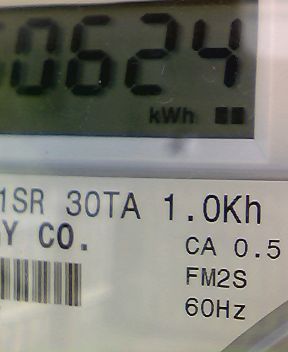 0624
kWh
1SR 30TA 1.0Kh
Y CO.
CA 0.5
FM2S
60Hz